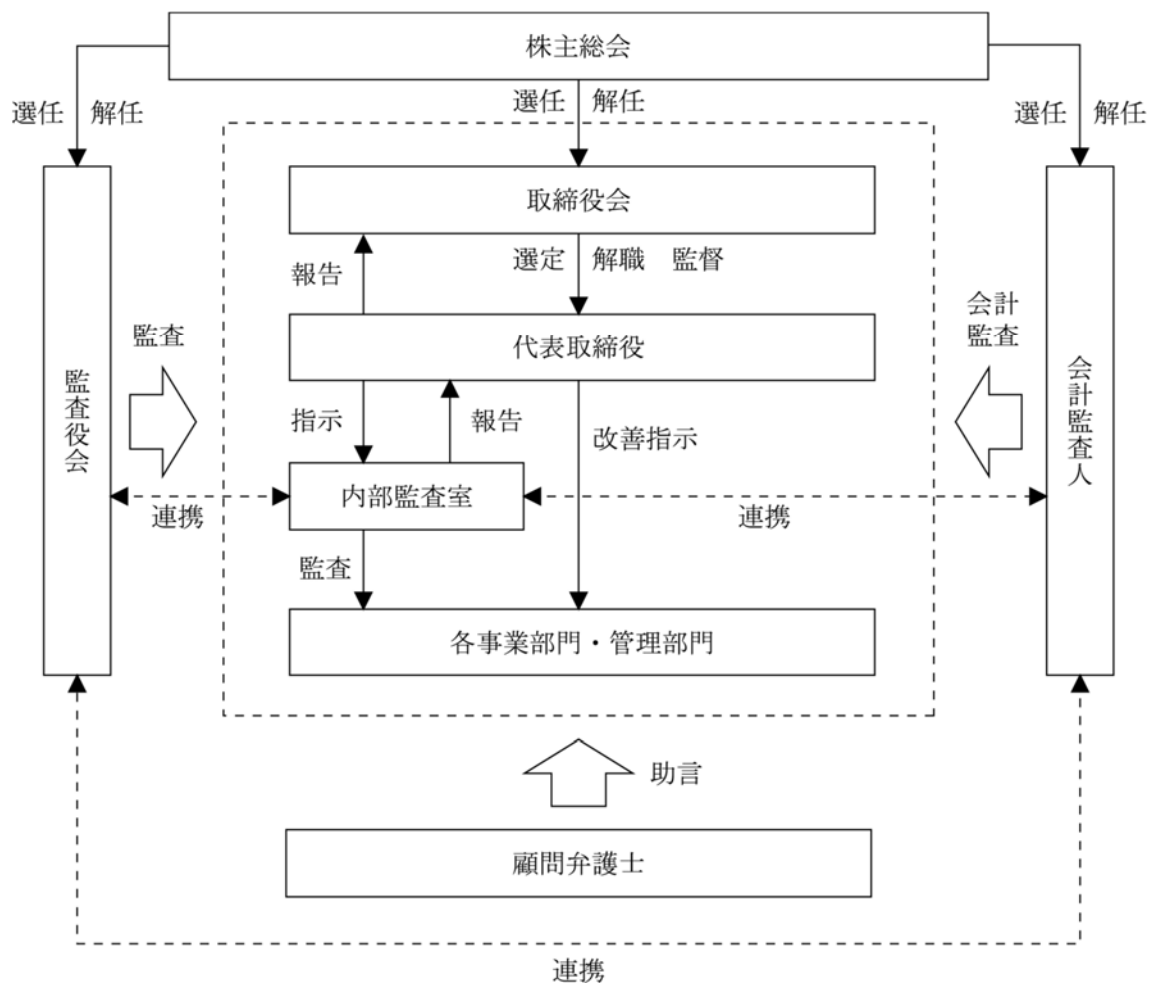 株主総会
選任 解任
選任 解任
選任 解任
取締役会
報告
選定 解職 監督
会計
監査
監査
代表取締役
監査役会
会計監査人
指示
報告
改善指示
内部監査室
連携
連携
監査
各事業部門・管理部門
助言
顧問弁護士
連携